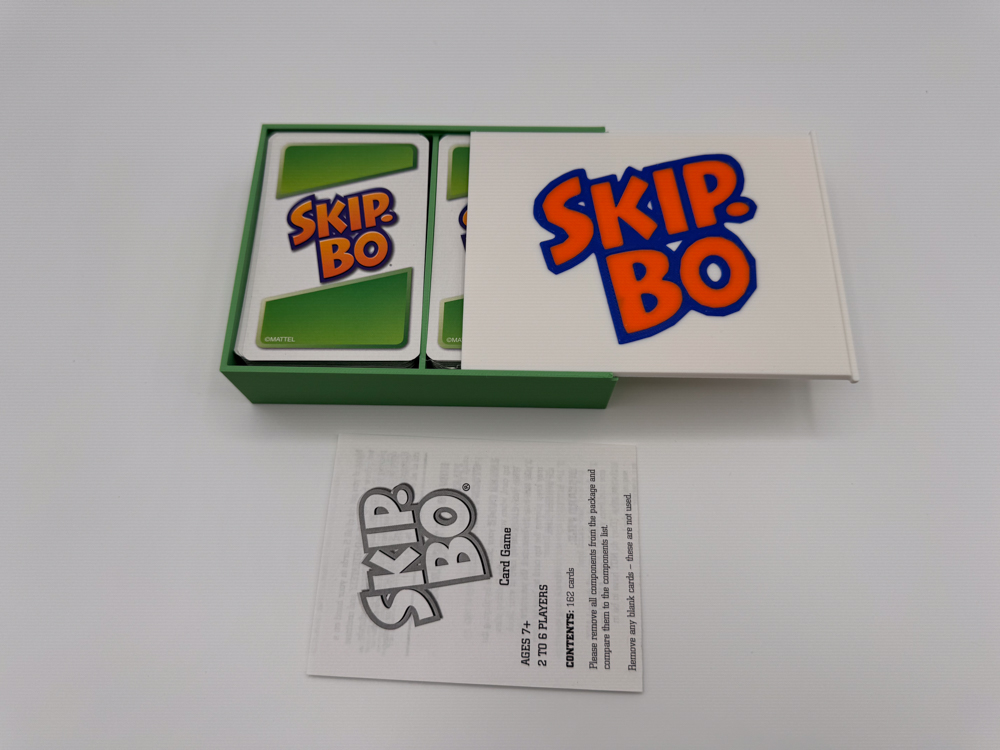 SKIP·
BO
©MATTEL
©MA
SKIP·
BO
SKIP·
BO®
Card Game
AGES 7+
2 TO 6 PLAYERS
CONTENTS: 162 cards
Please remove all components from the package and
compare them to the components list.
Remove any blank cards – these are not used.